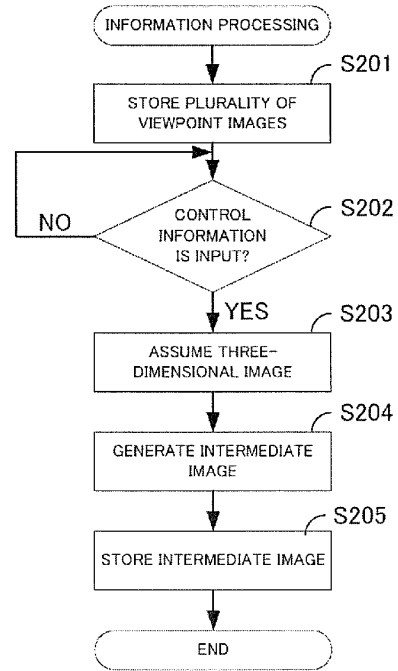 INFORMATION PROCESSING
S201
STORE PLURALITY OF
VIEWPOINT IMAGES
S202
CONTROL
INFORMATION
IS INPUT?
NO
YES
S203
ASSUME THREE-
DIMENSIONAL IMAGE
S204
GENERATE INTERMEDIATE
IMAGE
S205
STORE INTERMEDIATE IMAGE
END